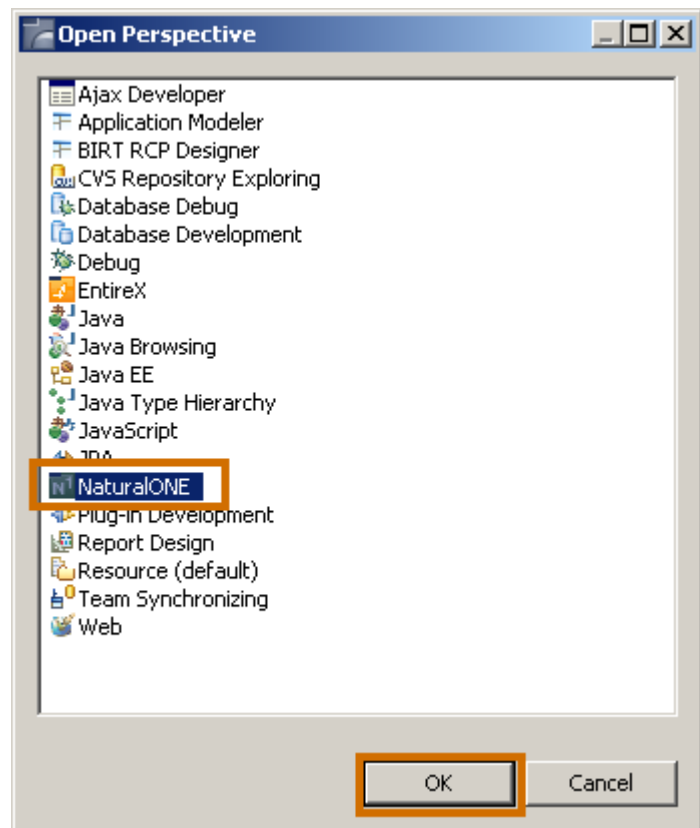 Open Perspective
Ajax Developer
Application Modeler
BIRT RCP Designer
CVS Repository Exploring
Database Debug
Database Development
Debug
EntireX
Java
Java Browsing
Java EE
Java Type Hierarchy
JavaScript
JPA
NaturalONE
Plug-in Development
Report Design
Resource (default)
Team Synchronizing
Web
OK Cancel